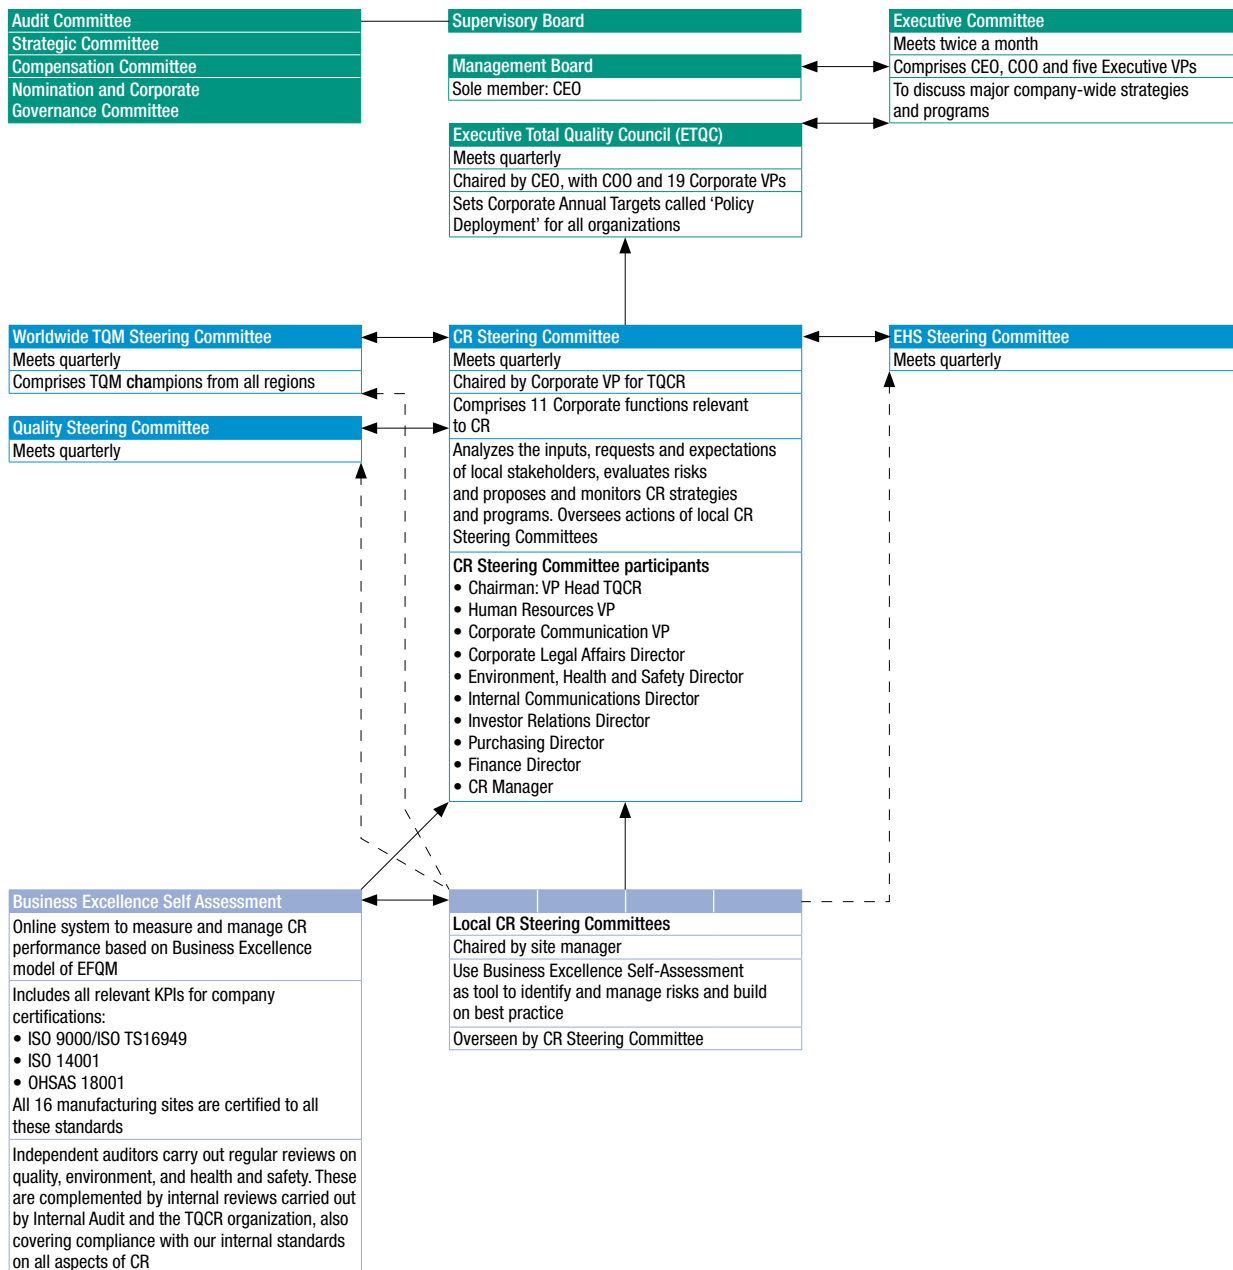 Audit Committee
Strategic Committee
Compensation Committee
Nomination and Corporate
Governance Committee
Supervisory Board
Management Board
Sole member: CEO
Executive Committee
Meets twice a month
Comprises CEO, COO and five Executive VPs
To discuss major company-wide strategies
and programs
Executive Total Quality Council (ETQC)
Meets quarterly
Chaired by CEO, with COO and 19 Corporate VPs
Sets Corporate Annual Targets called ‘Policy
Deployment’ for all organizations
Worldwide TQM Steering Committee
Meets quarterly
Comprises TQM champions from all regions
Quality Steering Committee
Meets quarterly
CR Steering Committee
Meets quarterly
Chaired by Corporate VP for TQCR
Comprises 11 Corporate functions relevant
to CR
Analyzes the inputs, requests and expectations
of local stakeholders, evaluates risks
and proposes and monitors CR strategies
and programs. Oversees actions of local CR
Steering Committees
CR Steering Committee participants
• Chairman: VP Head TQCR
• Human Resources VP
• Corporate Communication VP
• Corporate Legal Affairs Director
• Environment, Health and Safety Director
• Internal Communications Director
• Investor Relations Director
• Purchasing Director
• Finance Director
• CR Manager
EHS Steering Committee
Meets quarterly
Business Excellence Self Assessment
Online system to measure and manage CR
performance based on Business Excellence
model of EFQM
Includes all relevant KPIs for company
certifications:
• ISO 9000/ISO TS16949
• ISO 14001
• OHSAS 18001
All 16 manufacturing sites are certified to all
these standards
Independent auditors carry out regular reviews on
quality, environment, and health and safety. These
are complemented by internal reviews carried out
by Internal Audit and the TQCR organization, also
covering compliance with our internal standards
on all aspects of CR
Local CR Steering Committees
Chaired by site manager
Use Business Excellence Self-Assessment
as tool to identify and manage risks and build
on best practice
Overseen by CR Steering Committee